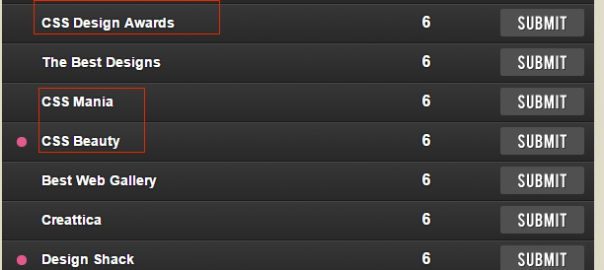 CSS Design Awards 6 SUBMIT
The Best Designs 6 SUBMIT
CSS Mania 6 SUBMIT
CSS Beauty 6 SUBMIT
Best Web Gallery 6 SUBMIT
Creattica 6 SUBMIT
Design Shack 6 SUBMIT